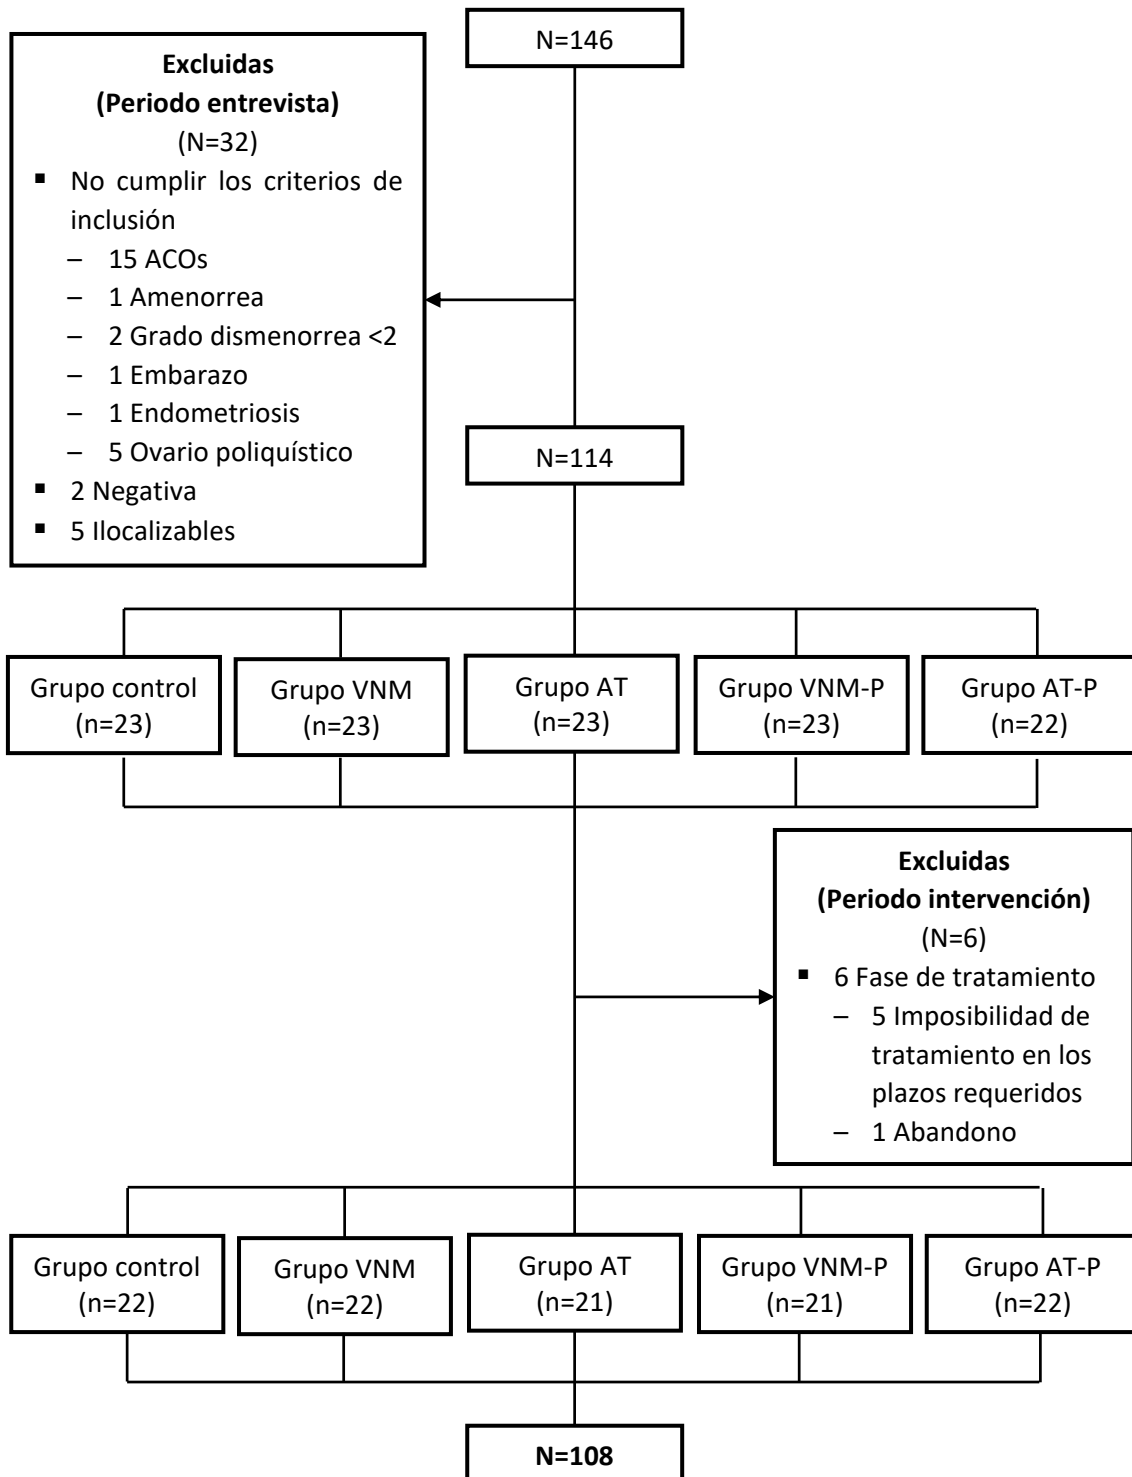 N=146
Excluidas
(Periodo entrevista)
(N=32)
▪ No cumplir los criterios de
inclusión
– 15 ACOs
– 1 Amenorrea
– 2 Grado dismenorrea <2
– 1 Embarazo
– 1 Endometriosis
– 5 Ovario poliquístico
▪ 2 Negativa
▪ 5 Ilocalizables
N=114
Grupo control
(n=23)
Grupo VNM
(n=23)
Grupo AT
(n=23)
Grupo VNM-P
(n=23)
Grupo AT-P
(n=22)
Excluidas
(Periodo intervención)
(N=6)
▪ 6 Fase de tratamiento
– 5 Imposibilidad de
tratamiento en los
plazos requeridos
– 1 Abandono
Grupo control
(n=22)
Grupo VNM
(n=22)
Grupo AT
(n=21)
Grupo VNM-P
(n=21)
Grupo AT-P
(n=22)
N=108